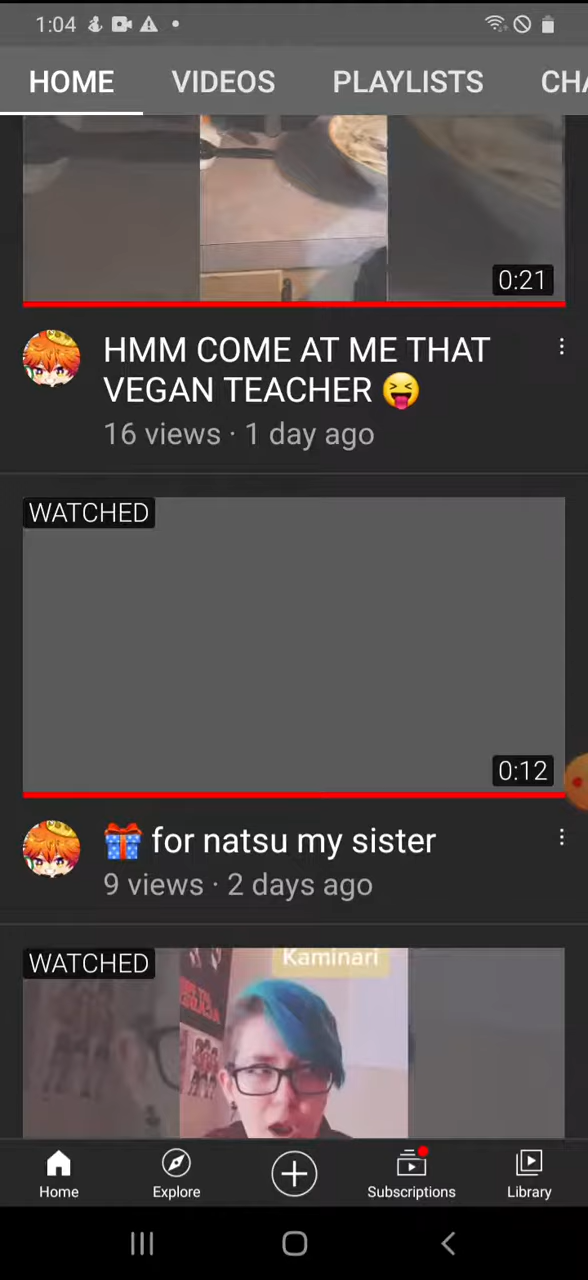 1:04
HOME VIDEOS PLAYLISTS CHA
0:21
HMM COME AT ME THAT
VEGAN TEACHER 😝
16 views · 1 day ago
WATCHED
0:12
🎁 for natsu my sister
9 views · 2 days ago
WATCHED
Kaminari
Home Explore Subscriptions Library